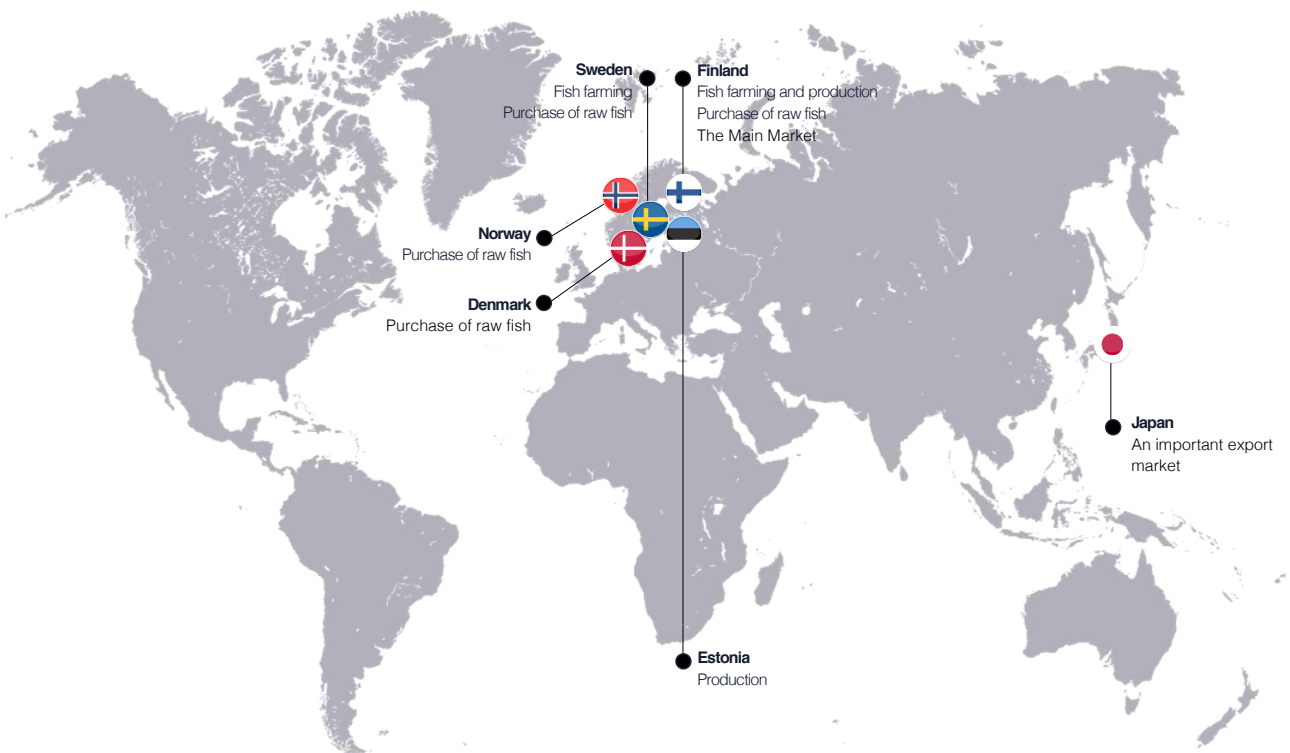 Sweden
Fish farming
Purchase of raw fish
Finland
Fish farming and production
Purchase of raw fish
The Main Market
Norway
Purchase of raw fish
Denmark
Purchase of raw fish
Japan
An important export
market
Estonia
Production